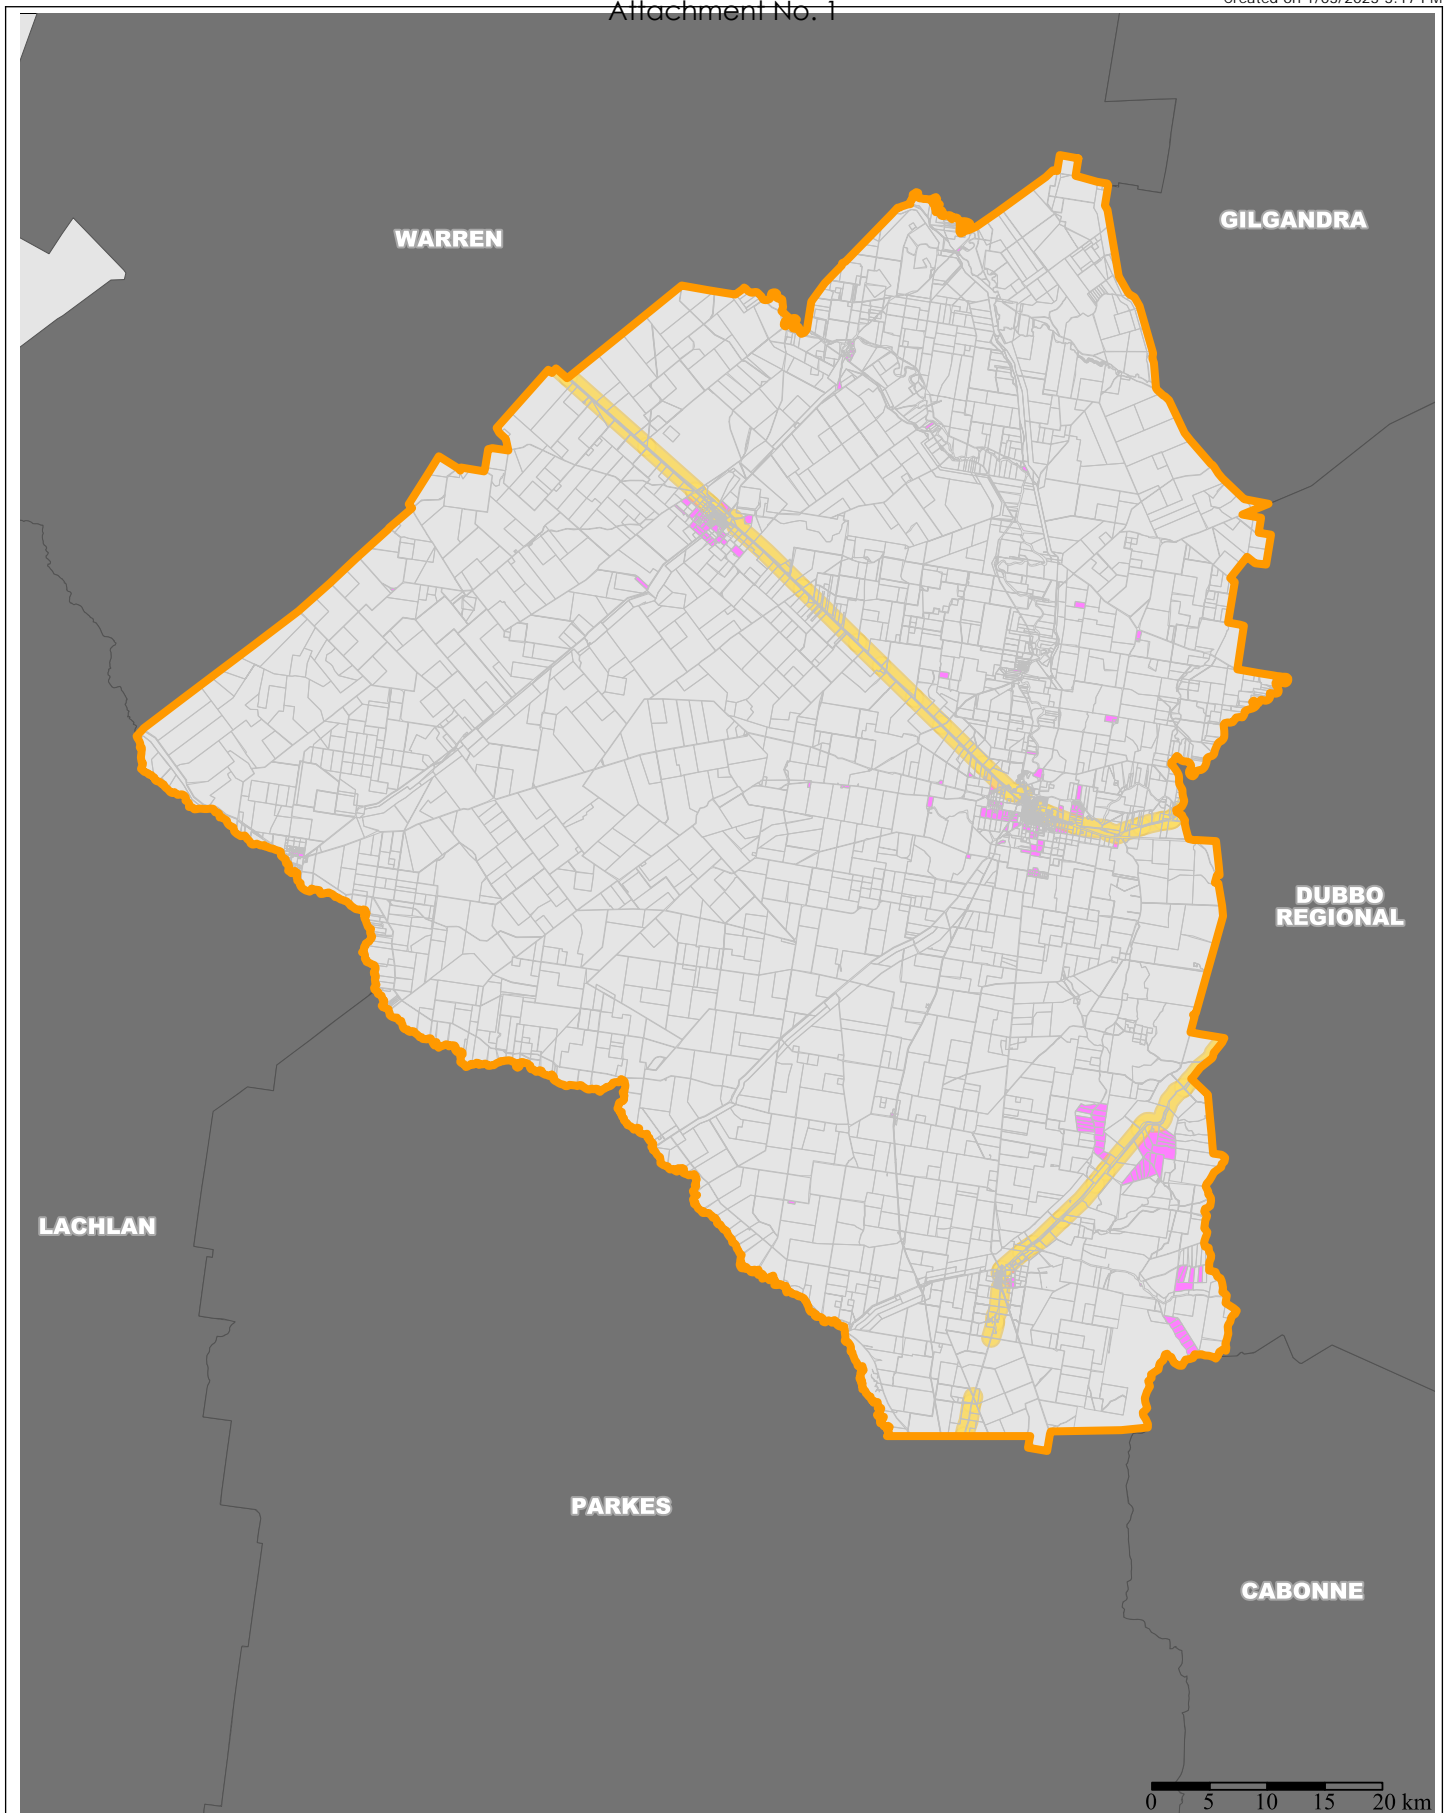 Attachment No. 1
WARREN
GILGANDRA
DUBBO
REGIONAL
LACHLAN
PARKES
CABONNE
0 5 10 15 20 km